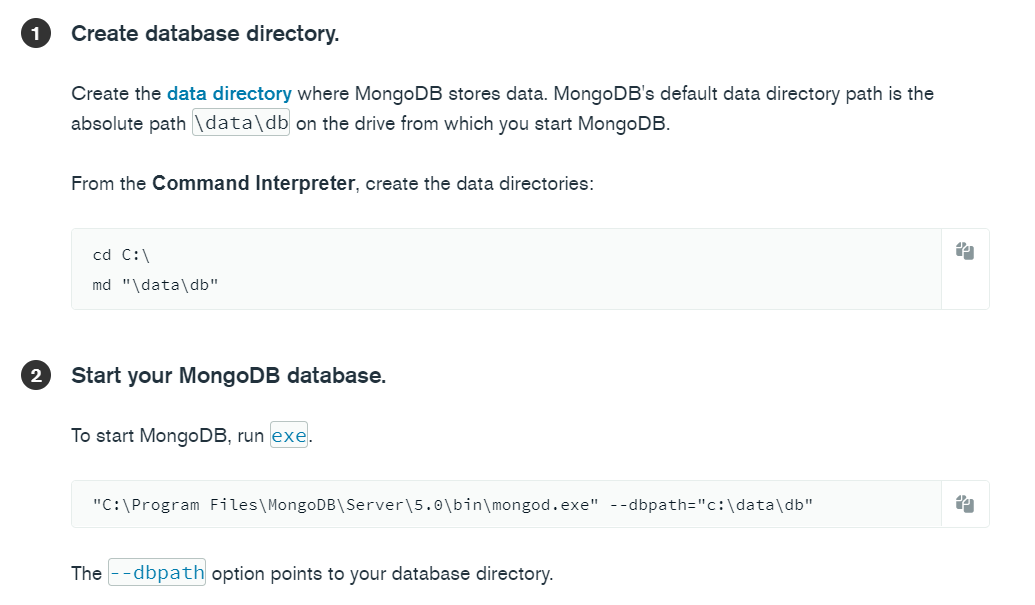 1 Create database directory.
Create the data directory where MongoDB stores data. MongoDB's default data directory path is the
absolute path \data\db on the drive from which you start MongoDB.
From the Command Interpreter, create the data directories:
cd C:\
md "\data\db"
2 Start your MongoDB database.
To start MongoDB, run exe.
"C:\Program Files\MongoDB\Server\5.0\bin\mongod.exe" --dbpath="c:\data\db"
The --dbpath option points to your database directory.